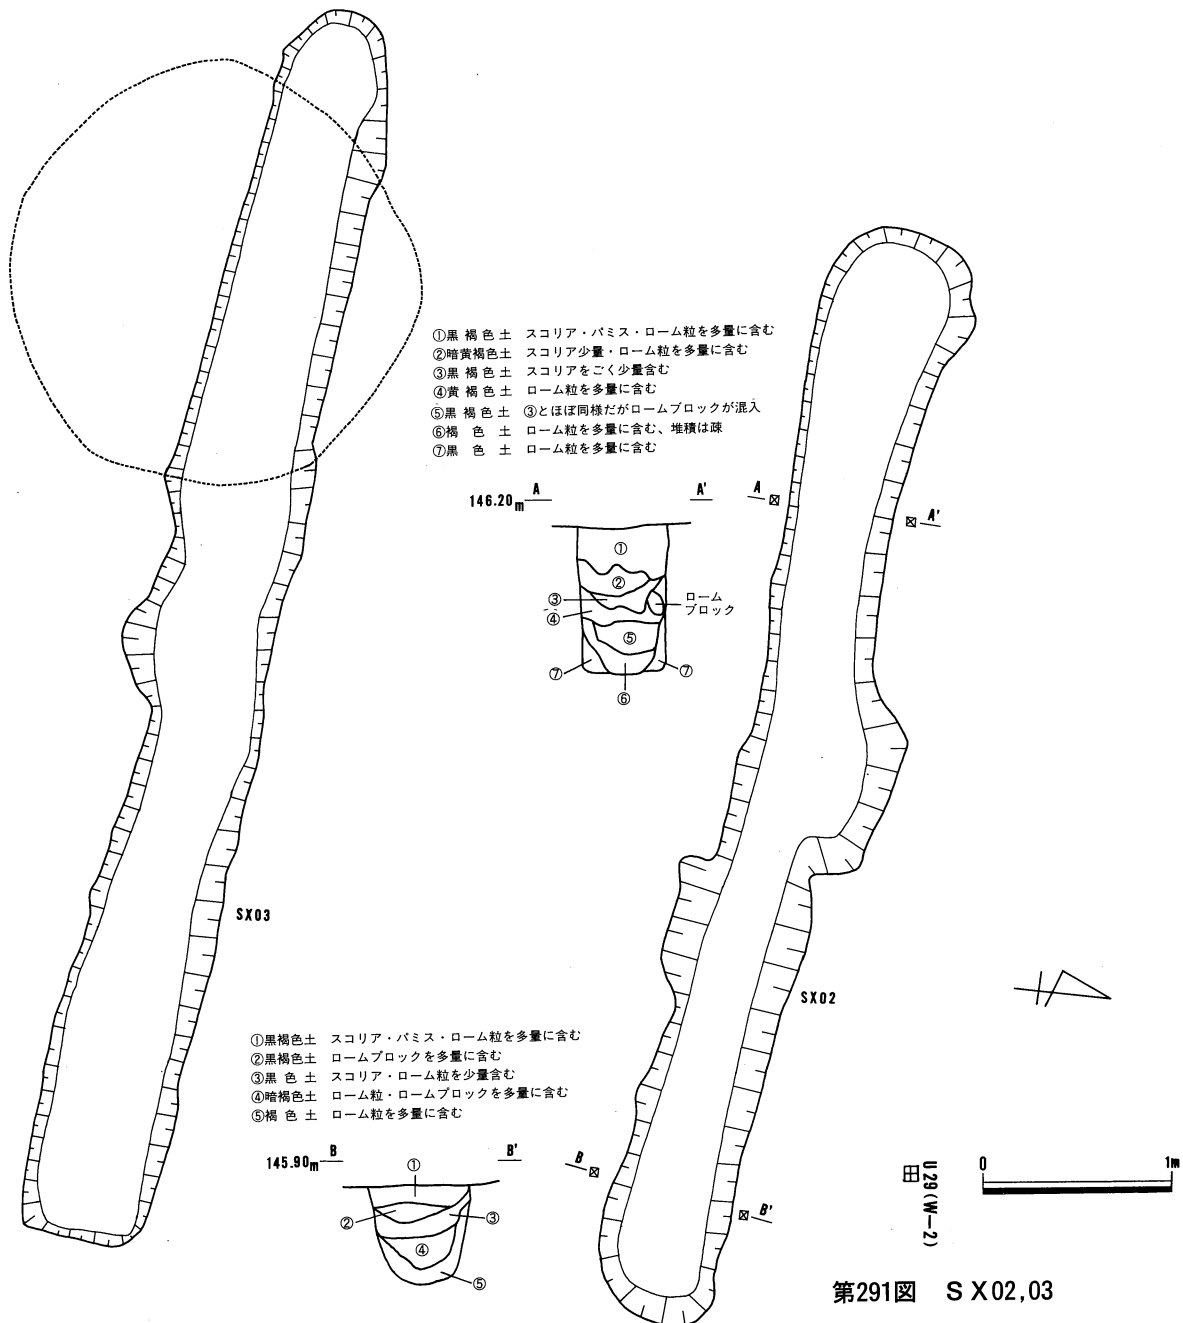 ①黒褐色土 スコリア・パミス・ローム粒を多量に含む
②暗黄褐色土 スコリア少量・ローム粒を多量に含む
③黒褐色土 スコリアをごく少量含む
④黄褐色土 ローム粒を多量に含む
⑤黒褐色土 ③とほぼ同様だがロームブロックが混入
⑥褐色土 ローム粒を多量に含む、堆積は疎
⑦黒色土 ローム粒を多量に含む
146.20m A A'
A
A'
①
②
③
④
ローム
ブロック
⑤
⑦
⑦
⑥
SX03
SX02
①黒褐色土 スコリア・パミス・ローム粒を多量に含む
②黒褐色土 ロームブロックを多量に含む
③黒色土 スコリア・ローム粒を少量含む
④暗褐色土 ローム粒・ロームブロックを多量に含む
⑤褐色土 ローム粒を多量に含む
145.90m B B'
B
B'
①
②
③
④
⑤
U29(W-2)
0 1m
第291図 SX02,03